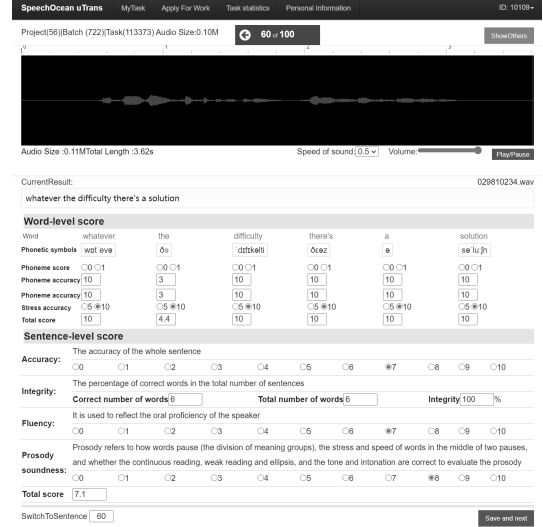 SpeechOcean uTrans MyTask Apply For Work Task statistics Personal Information ID: 10109
Project(56)|Batch (722)|Task(113373) Audio Size:0.10M 60 of 100 ShowOthers
0 1 2 3
Audio Size :0.11MTotal Length :3.62s Speed of sound: 0.5 Volume: Play/Pause
CurrentResult: 029810234.wav
whatever the difficulty there's a solution
Word-level score
Word whatever the difficulty there's a solution
Phonetic symbols wɒtˈevə ðə ˈdɪfɪkəlti ðɛəz ə səˈluːʃn
Phoneme score 0 1 0 1 0 1 0 1 0 1 0 1
Phoneme accuracy 10 3 10 10 10 10
Phoneme accuracy 10 3 10 10 10 10
Stress accuracy 5 10 5 10 5 10 5 10 5 10 5 10
Total score 10 4.4 10 10 10 10
Sentence-level score
Accuracy: The accuracy of the whole sentence
0 1 2 3 4 5 6 7 8 9 10
Integrity: The percentage of correct words in the total number of sentences
Correct number of words 6 Total number of words 6 Integrity 100 %
Fluency: It is used to reflect the oral proficiency of the speaker
0 1 2 3 4 5 6 7 8 9 10
Prosody soundness: Prosody refers to how words pause (the division of meaning groups), the stress and speed of words in the middle of two pauses,
and whether the continuous reading, weak reading and ellipsis, and the tone and intonation are correct to evaluate the prosody
0 1 2 3 4 5 6 7 8 9 10
Total score 7.1
SwitchToSentence 60 Save and next